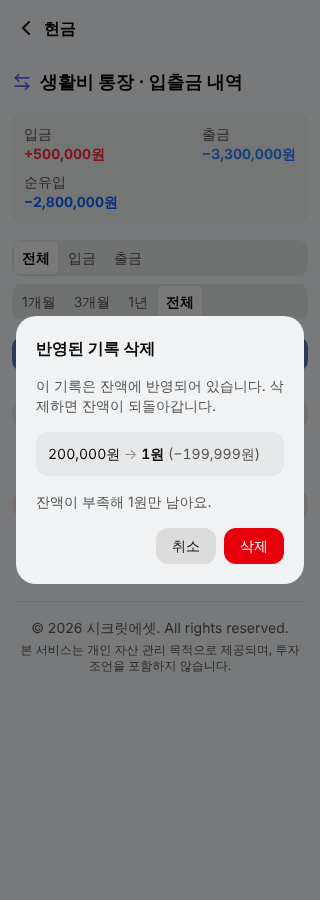 현금
생활비 통장 · 입출금 내역
입금 출금
+500,000원 −3,300,000원
순유입
−2,800,000원
전체 입금 출금
1개월 3개월 1년 전체
반영된 기록 삭제
이 기록은 잔액에 반영되어 있습니다. 삭
제하면 잔액이 되돌아갑니다.
200,000원 → 1원 (−199,999원)
잔액이 부족해 1원만 남아요.
취소 삭제
© 2026 시크릿에셋. All rights reserved.
본 서비스는 개인 자산 관리 목적으로 제공되며, 투자
조언을 포함하지 않습니다.